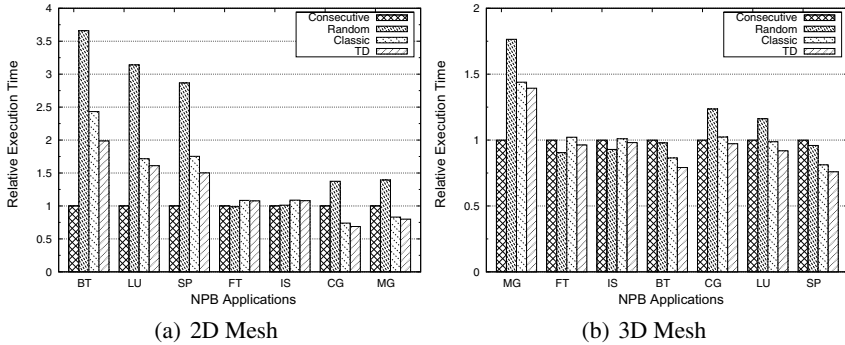 4
3.5
3
2.5
2
1.5
1
0.5
0
Relative Execution Time
Consecutive
Random
Classic
TD
BT LU SP FT IS CG MG
NPB Applications
(a) 2D Mesh
2
1.5
1
0.5
0
Relative Execution Time
Consecutive
Random
Classic
TD
MG FT IS BT CG LU SP
NPB Applications
(b) 3D Mesh